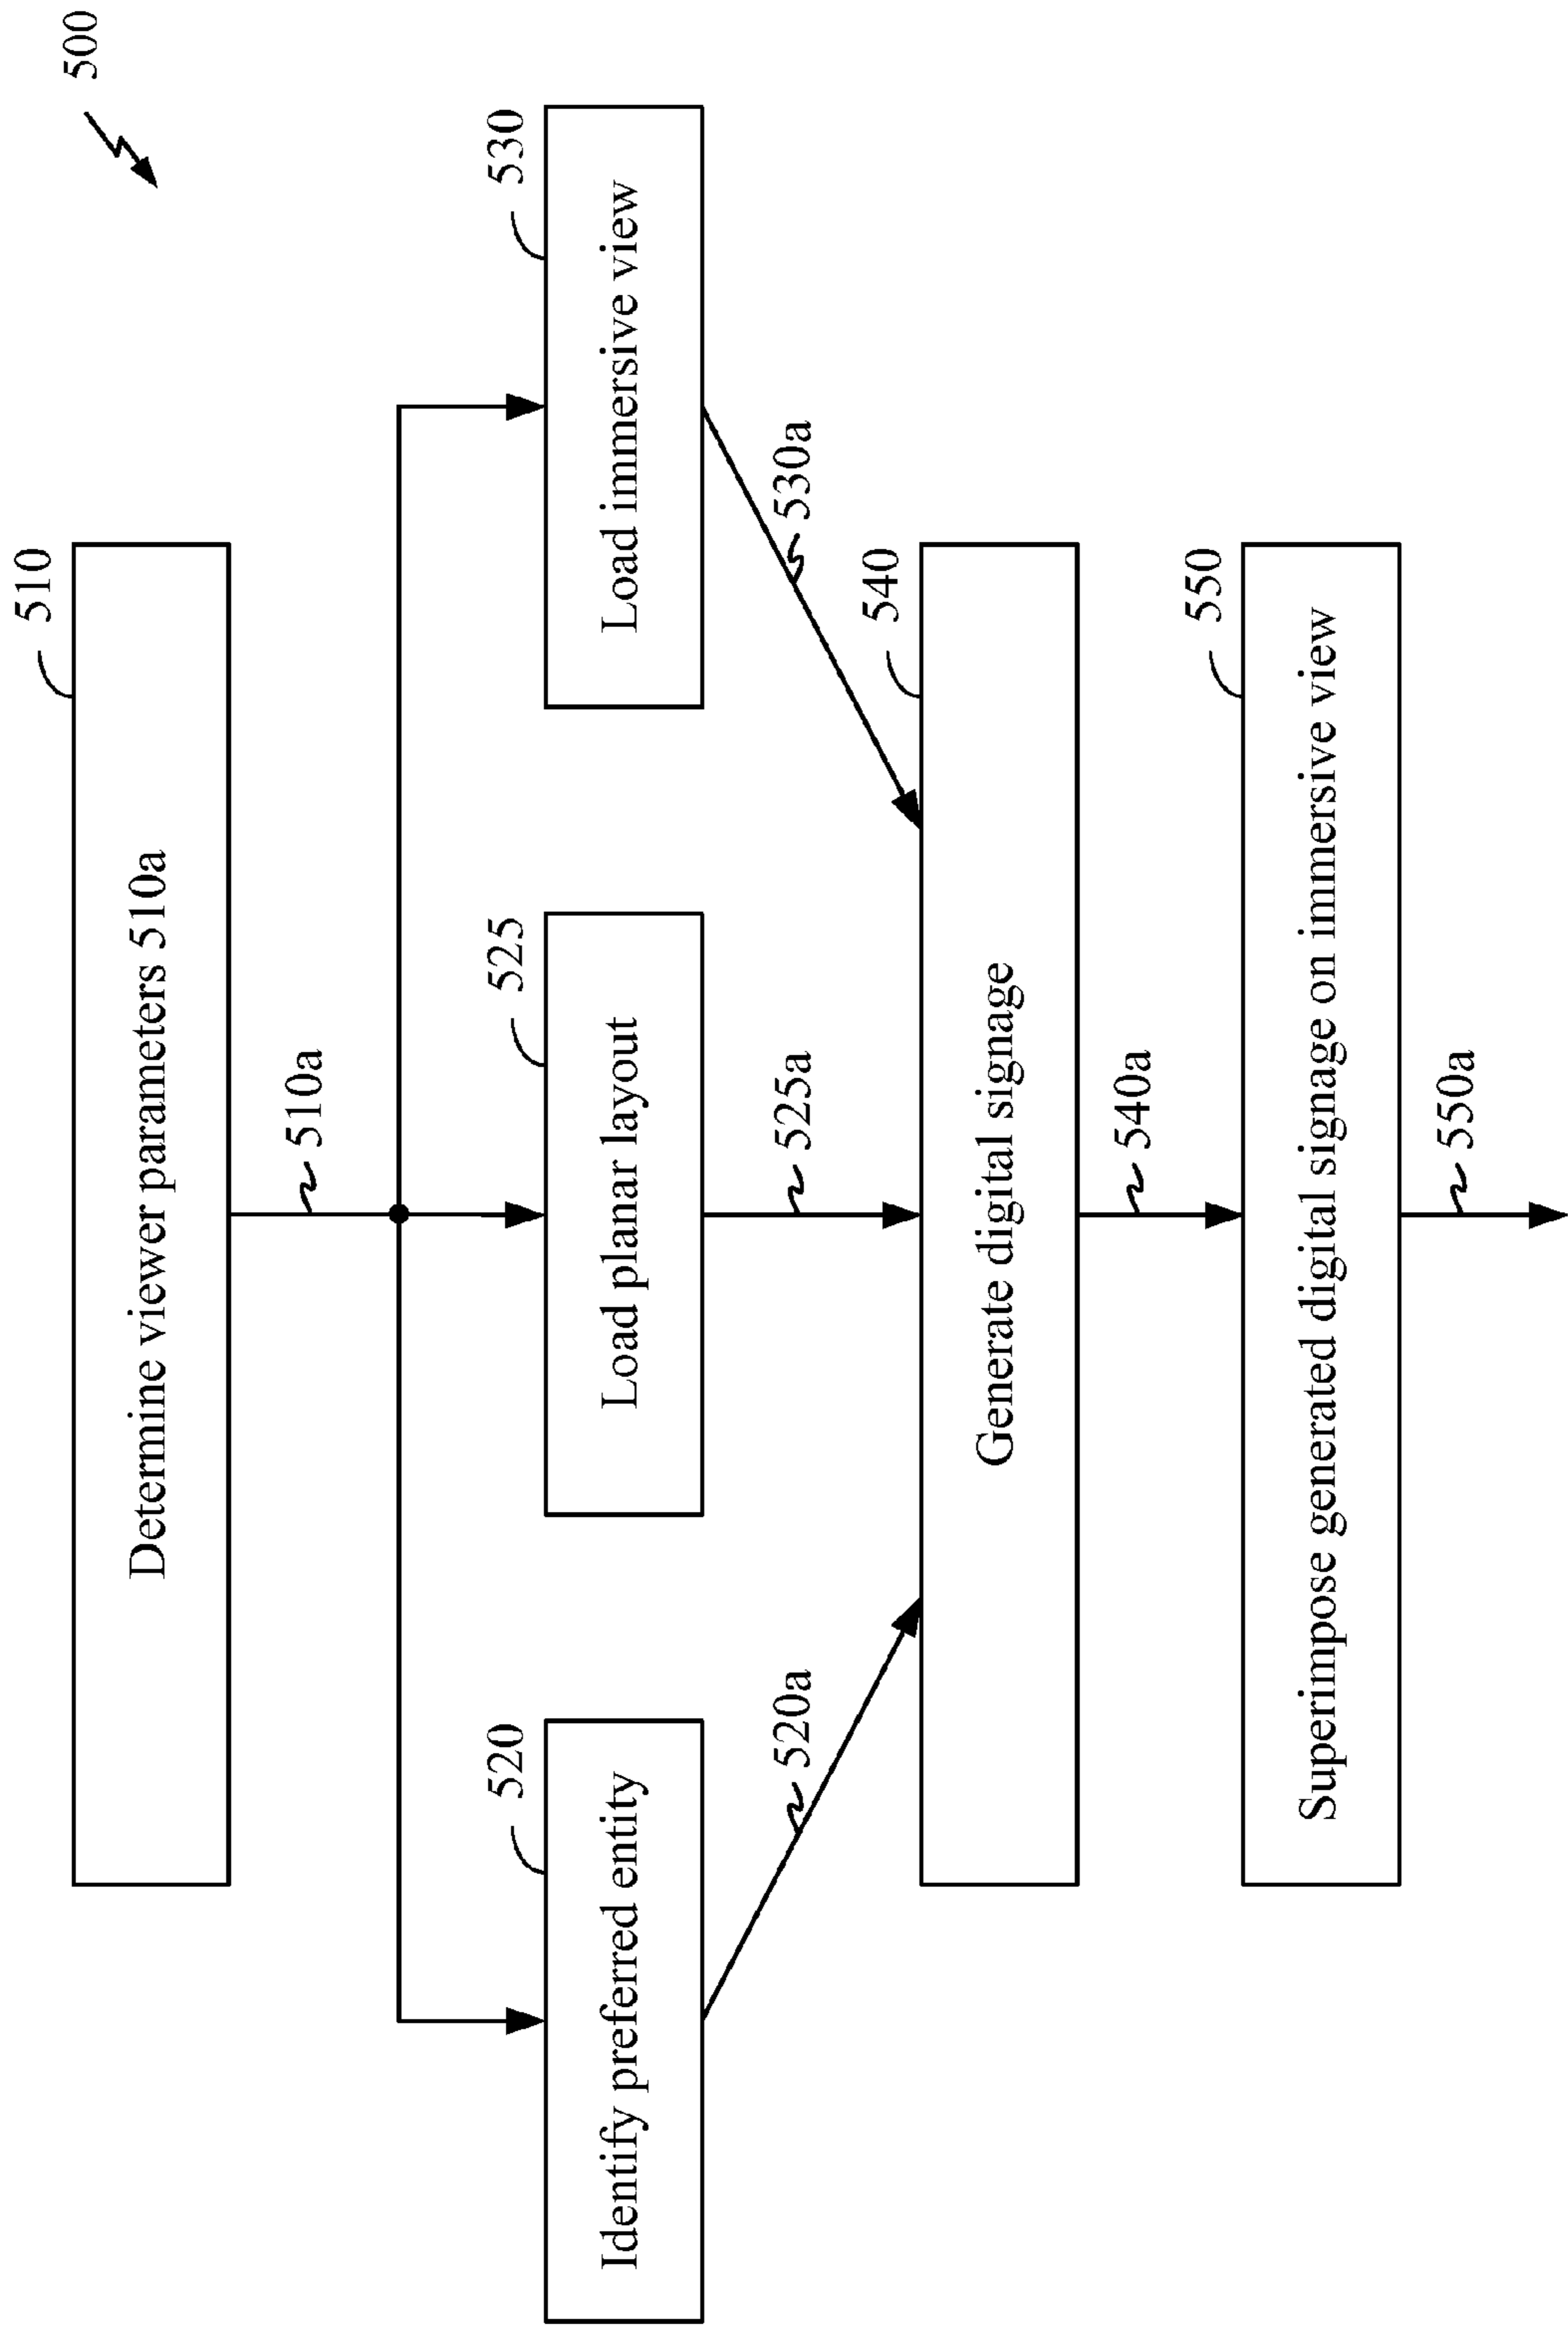 500
510
Determine viewer parameters 510a
510a
520
Identify preferred entity
525
Load planar layout
530
Load immersive view
520a
525a
530a
540
Generate digital signage
540a
550
Superimpose generated digital signage on immersive view
550a